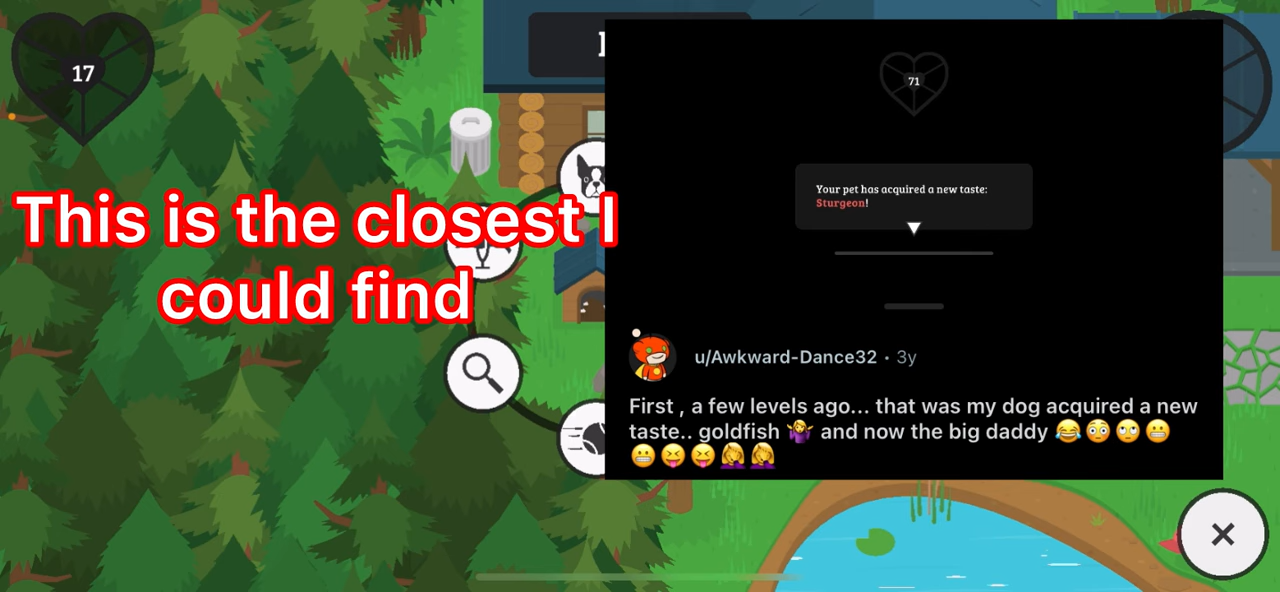 17
71
Your pet has acquired a new taste:
Sturgeon!
This is the closest I
could find
u/Awkward-Dance32 • 3y
First , a few levels ago... that was my dog acquired a new
taste.. goldfish 🤷‍♀️ and now the big daddy 😂😳🙄😬
😬😝😝🤦‍♀️🤦‍♀️